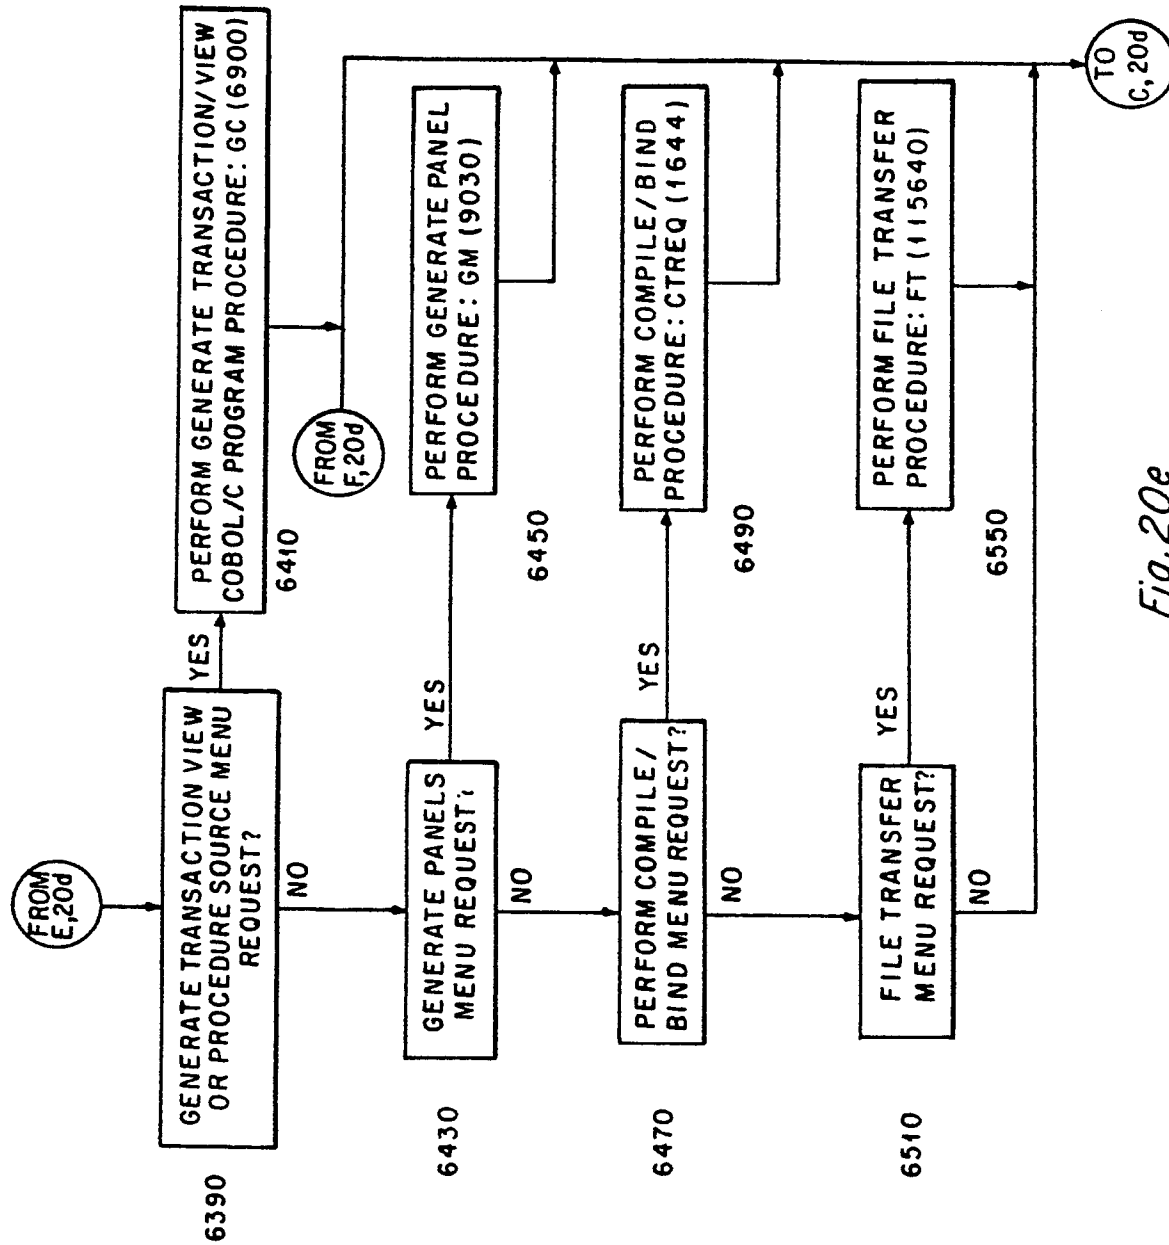 FROM
E,20d
6390
GENERATE TRANSACTION VIEW
OR PROCEDURE SOURCE MENU
REQUEST?
YES
NO
PERFORM GENERATE TRANSACTION/VIEW
COBOL/C PROGRAM PROCEDURE: GC (6900)
6410
FROM
F,20d
6430
GENERATE PANELS
MENU REQUEST?
YES
NO
PERFORM GENERATE PANEL
PROCEDURE: GM (9030)
6450
6470
PERFORM COMPILE/
BIND MENU REQUEST?
YES
NO
PERFORM COMPILE/BIND
PROCEDURE: CTREQ (1644)
6490
6510
FILE TRANSFER
MENU REQUEST?
YES
NO
PERFORM FILE TRANSFER
PROCEDURE: FT (115640)
6550
TO
C,20d
Fig.20e